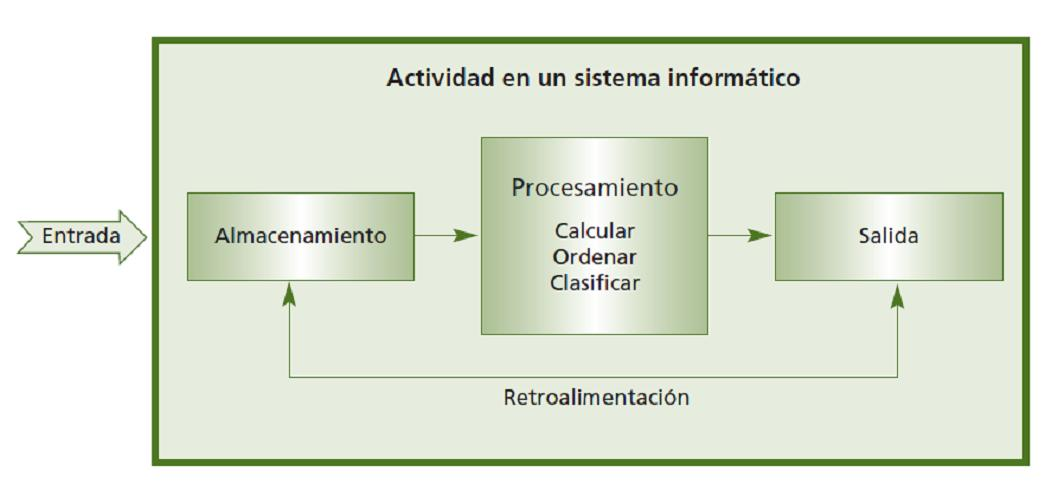 Actividad en un sistema informático
Entrada
Almacenamiento
Procesamiento
Calcular
Ordenar
Clasificar
Salida
Retroalimentación